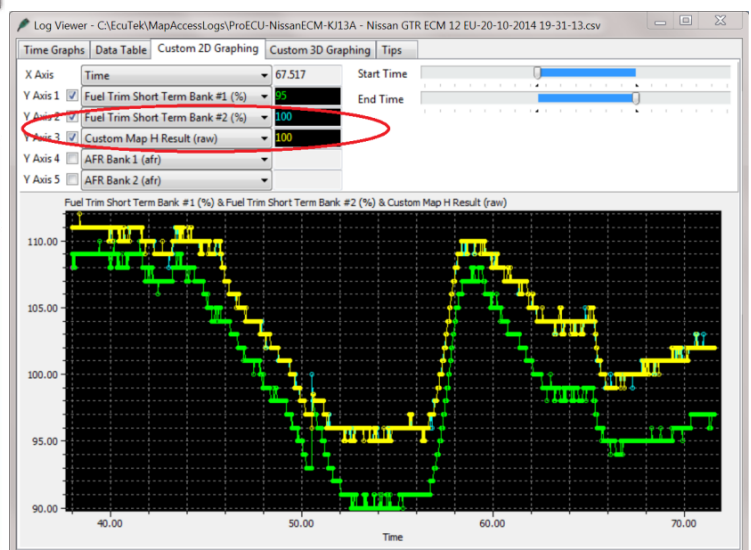 Log Viewer - C:\EcuTek\MapAccessLogs\ProECU-NissanECM-KJ13A - Nissan GTR ECM 12 EU-20-10-2014 19-31-13.csv
Time Graphs Data Table Custom 2D Graphing Custom 3D Graphing Tips
X Axis Time 67.517 Start Time
Y Axis 1 Fuel Trim Short Term Bank #1 (%) 95 End Time
Y Axis 2 Fuel Trim Short Term Bank #2 (%) 100
Y Axis 3 Custom Map H Result (raw) 100
Y Axis 4 AFR Bank 1 (afr)
Y Axis 5 AFR Bank 2 (afr)
Fuel Trim Short Term Bank #1 (%) & Fuel Trim Short Term Bank #2 (%) & Custom Map H Result (raw)
110.00
105.00
100.00
95.00
90.00
40.00 50.00 60.00 70.00
Time